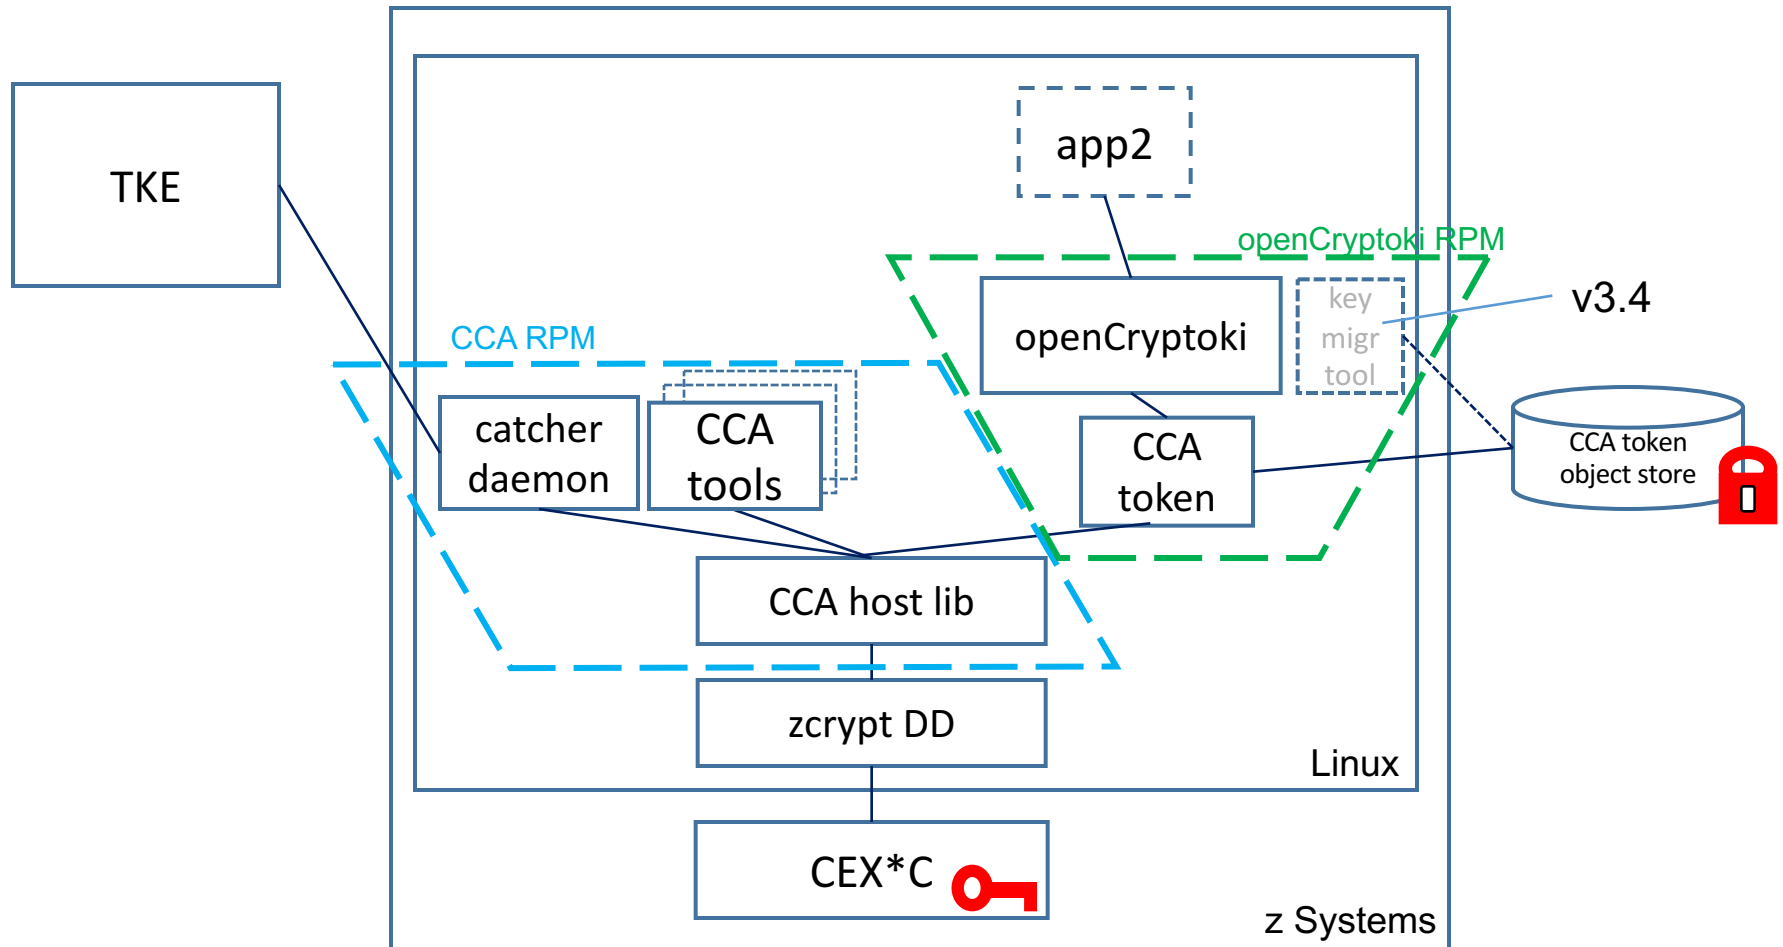 TKE
app2
openCryptoki RPM
key
migr
tool
v3.4
openCryptoki
CCA RPM
catcher
daemon
CCA
tools
CCA
token
CCA token
object store
CCA host lib
zcrypt DD
Linux
CEX*C
z Systems